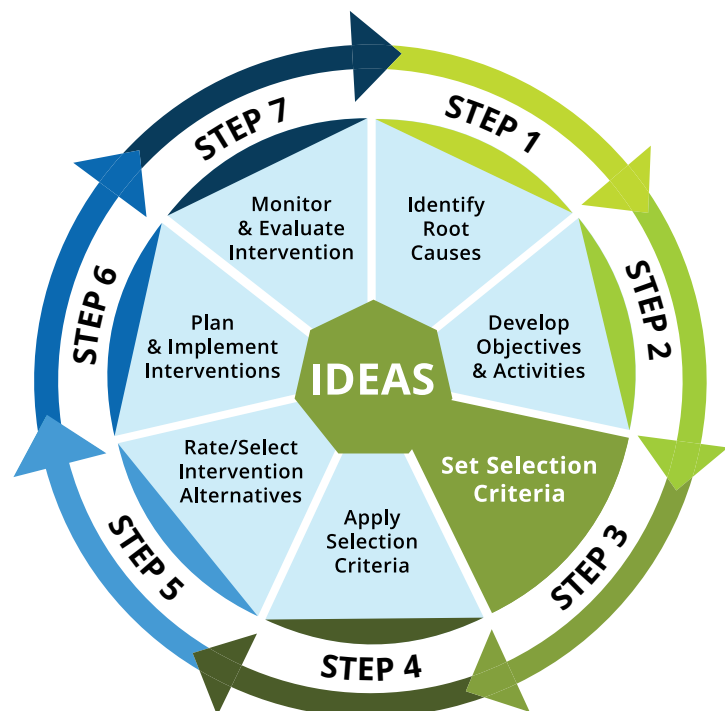 STEP 1
Identify
Root
Causes
STEP 2
Develop
Objectives
& Activities
STEP 3
Set Selection
Criteria
STEP 4
Apply
Selection
Criteria
STEP 5
Rate/Select
Intervention
Alternatives
STEP 6
Plan
& Implement
Interventions
STEP 7
Monitor
& Evaluate
Intervention
IDEAS